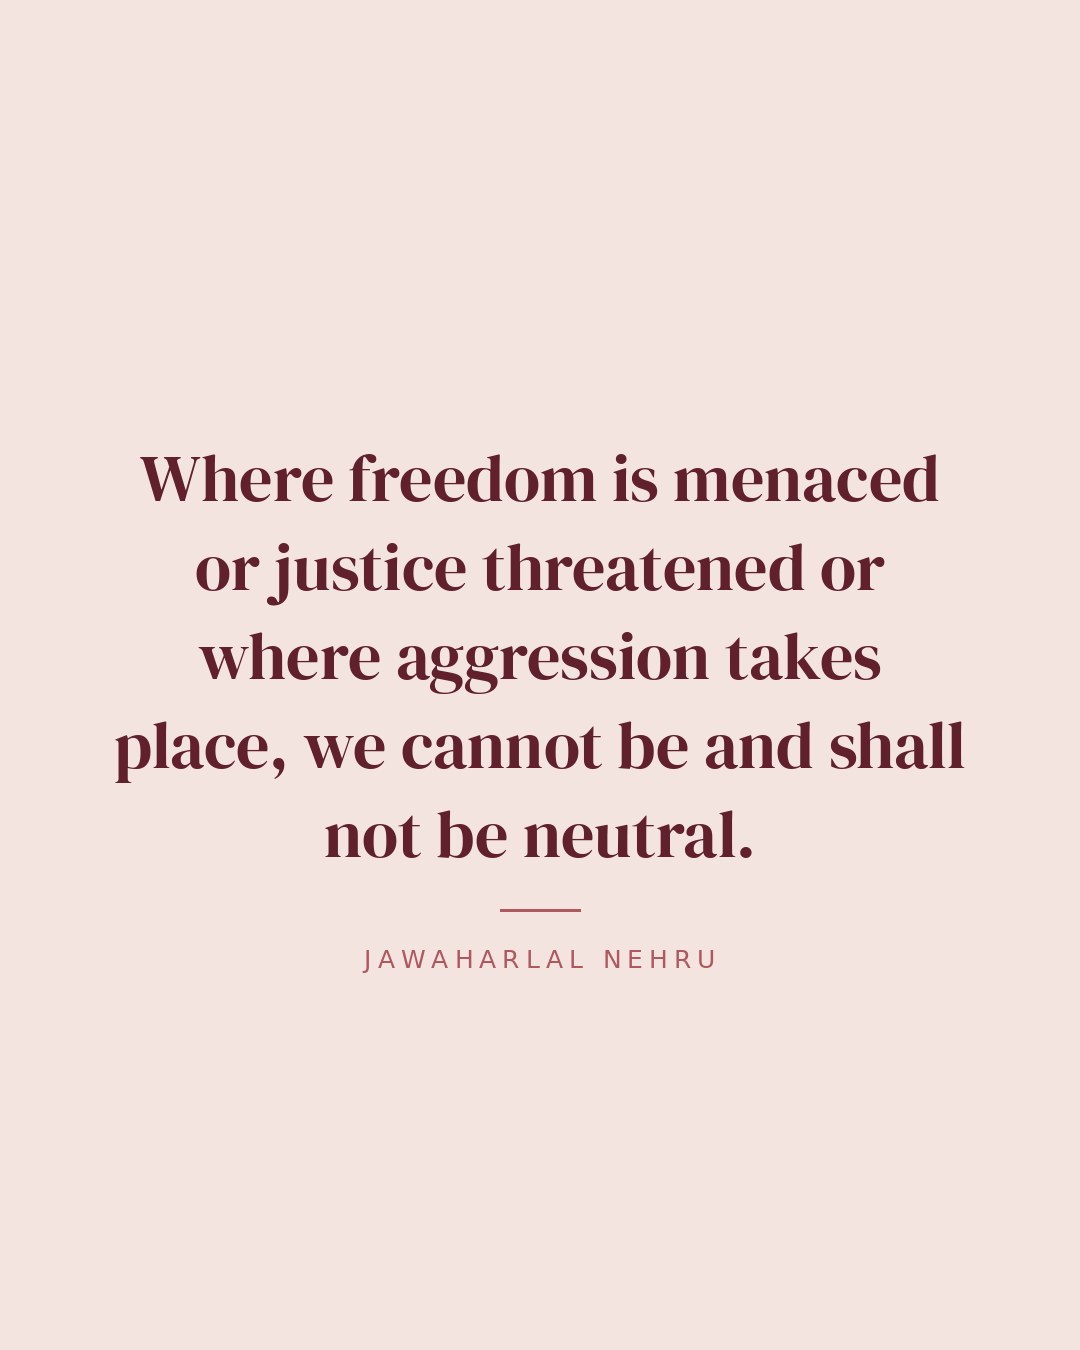 Where freedom is menaced
or justice threatened or
where aggression takes
place, we cannot be and shall
not be neutral.
JAWAHARLAL NEHRU